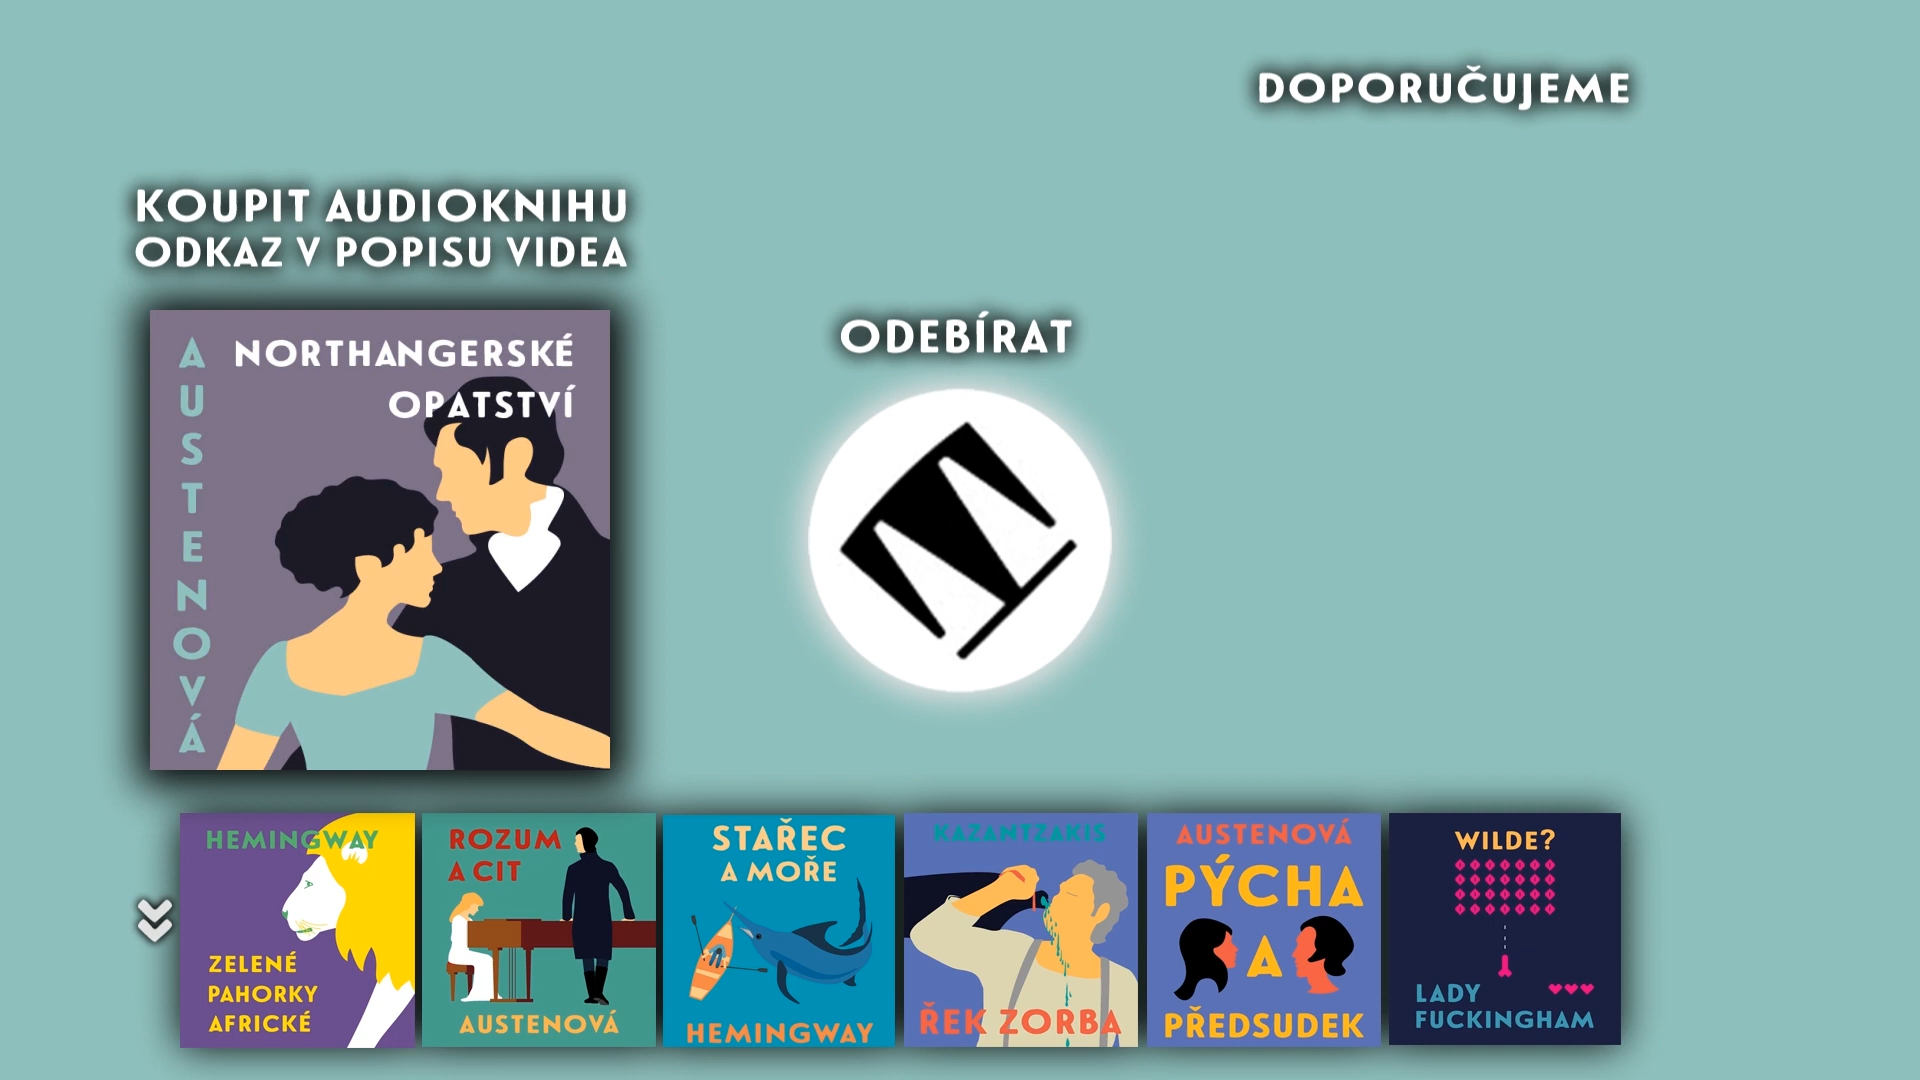 DOPORUČUJEME
KOUPIT AUDIOKNIHU
ODKAZ V POPISU VIDEA
ODEBÍRAT
AUSTENOVÁ
NORTHANGERSKÉ
OPATSTVÍ
HEMINGWAY
ZELENÉ
PAHORKY
AFRICKÉ
ROZUM
A CIT
AUSTENOVÁ
STAŘEC
A MOŘE
HEMINGWAY
KAZANTZAKIS
ŘEK ZORBA
AUSTENOVÁ
PÝCHA
A
PŘEDSUDEK
WILDE?
LADY
FUCKINGHAM